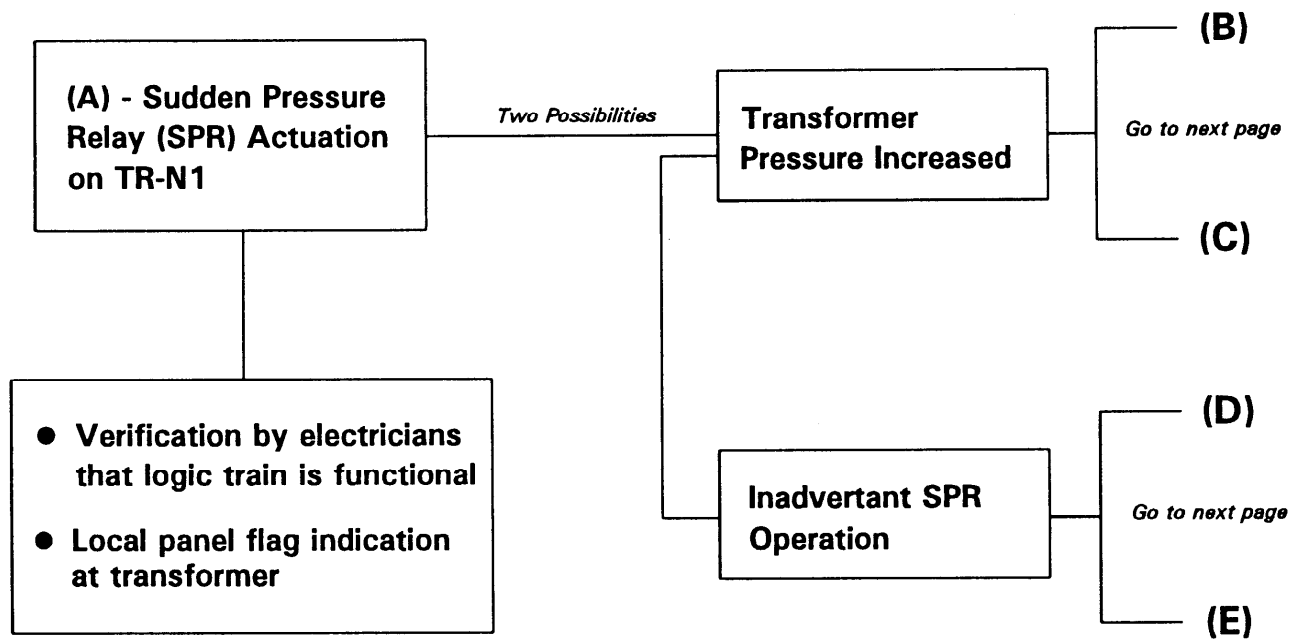 (A) - Sudden Pressure
Relay (SPR) Actuation
on TR-N1
Two Possibilities
Transformer
Pressure Increased
(B)
Go to next page
(C)
● Verification by electricians
that logic train is functional
● Local panel flag indication
at transformer
Inadvertant SPR
Operation
(D)
Go to next page
(E)